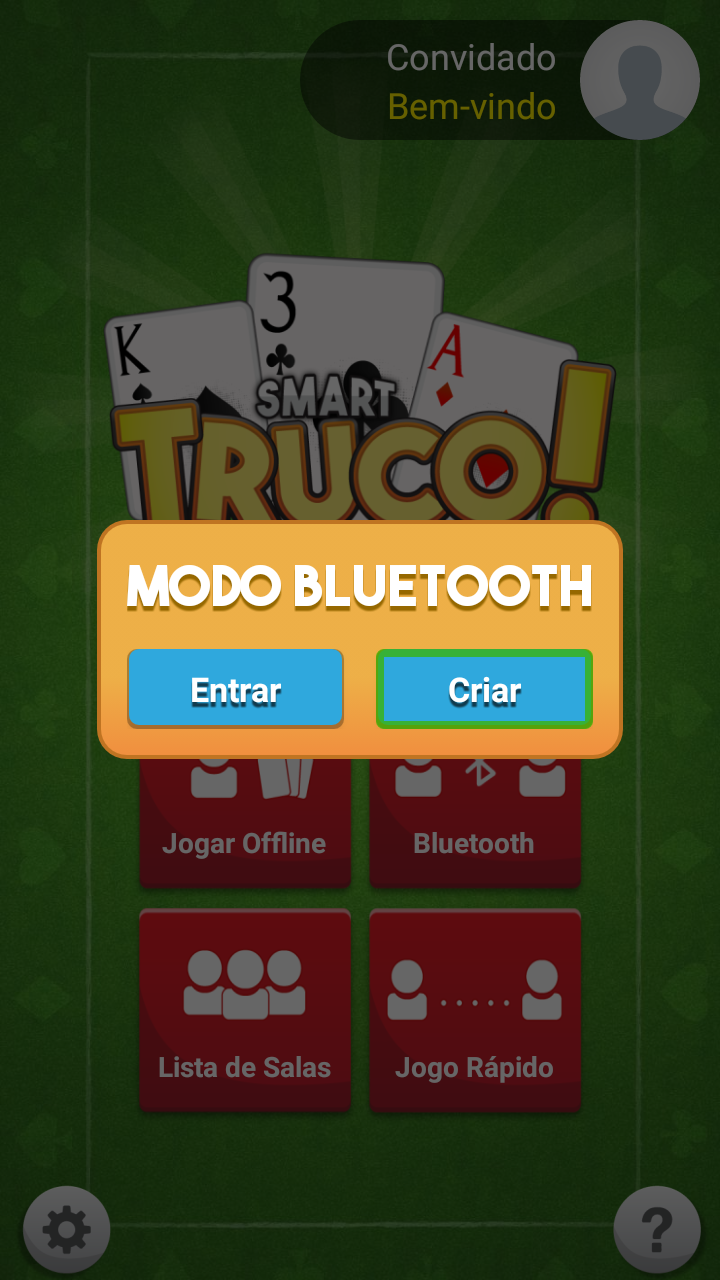 Convidado
Bem-vindo
K
3
A
SMART
TRUCO!
MODO BLUETOOTH
Entrar
Criar
Jogar Offline
Bluetooth
Lista de Salas
Jogo Rápido
?